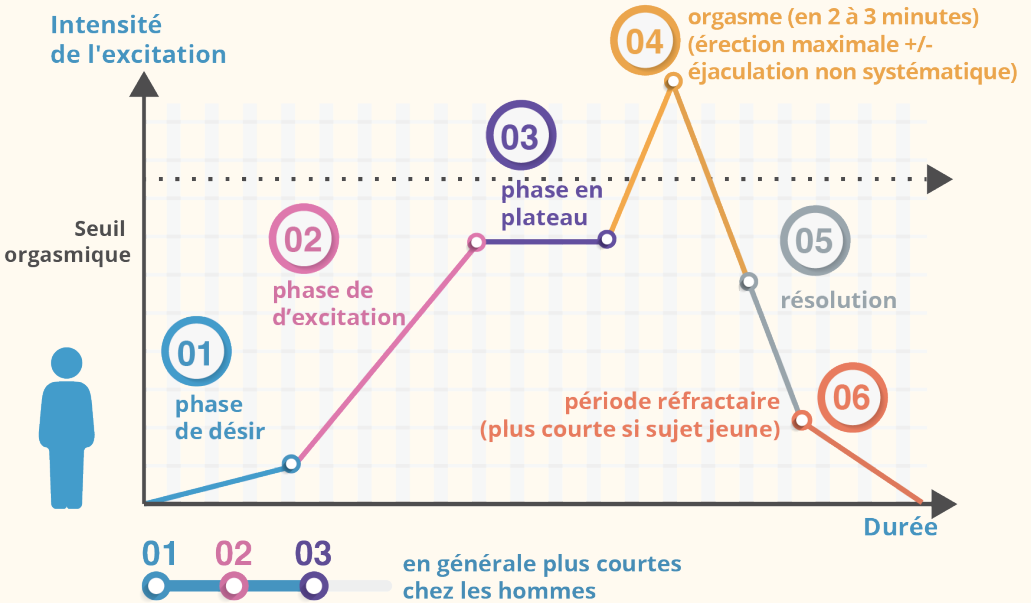 Intensité
de l'excitation
04
orgasme (en 2 à 3 minutes)
(érection maximale +/-
éjaculation non systématique)
03
phase en
plateau
Seuil
orgasmique
02
phase de
d’excitation
05
résolution
01
phase
de désir
période réfractaire
(plus courte si sujet jeune)
06
Durée
01 02 03
en générale plus courtes
chez les hommes